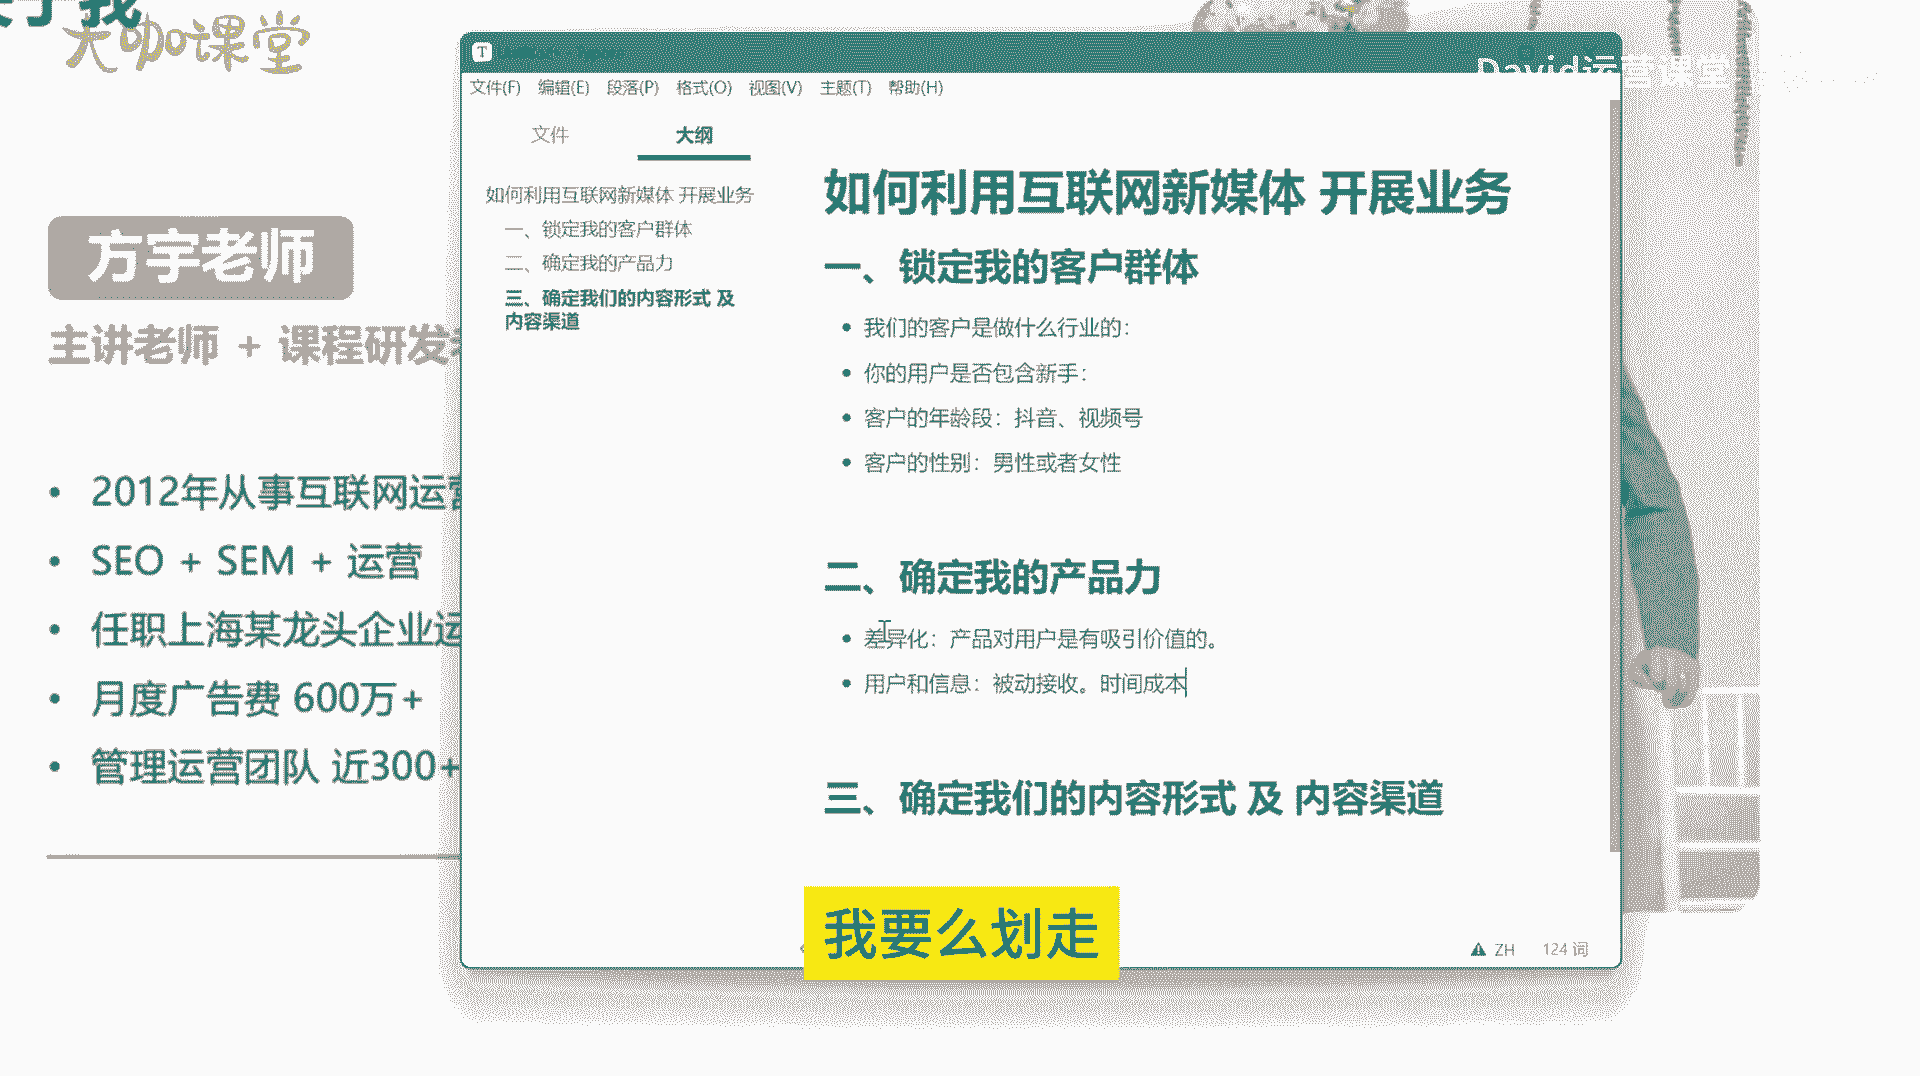 大咖课堂
David运营课堂
方宇老师
主讲老师 + 课程研发
2012年从事互联网运营
SEO + SEM + 运营
任职上海某龙头企业运
月度广告费 600万+
管理运营团队 近300+
T
文件(F) 编辑(E) 段落(P) 格式(O) 视图(V) 主题(T) 帮助(H)
文件 大纲
如何利用互联网新媒体 开展业务
一、锁定我的客户群体
二、确定我的产品力
三、确定我们的内容形式 及
内容渠道
如何利用互联网新媒体 开展业务
一、锁定我的客户群体
我们的客户是做什么行业的：
你的用户是否包含新手：
客户的年龄段：抖音、视频号
客户的性别：男性或者女性
二、确定我的产品力
差异化：产品对用户是有吸引价值的。
用户和信息：被动接收。时间成本
三、确定我们的内容形式 及 内容渠道
我要么划走
ZH 124 词